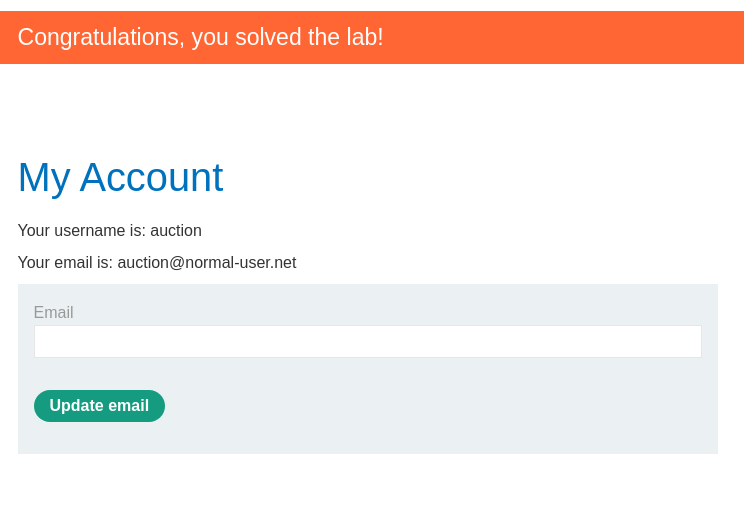 Congratulations, you solved the lab!
My Account
Your username is: auction
Your email is: auction@normal-user.net
Email
Update email